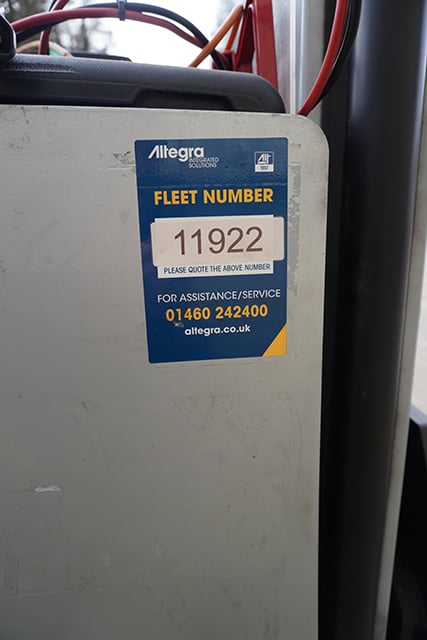 Altegra
INTEGRATED
SOLUTIONS
FLEET NUMBER
11922
PLEASE QUOTE THE ABOVE NUMBER
FOR ASSISTANCE/SERVICE
01460 242400
altegra.co.uk